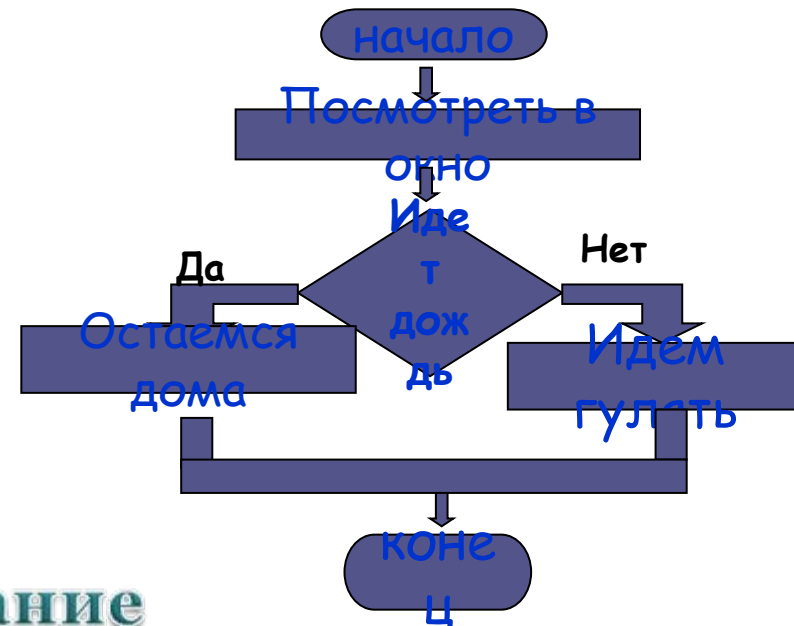 начало
Посмотреть в
окно
Иде
т
дож
дь
Да
Нет
Остаемся
дома
Идем
гулять
коне
ц
ание